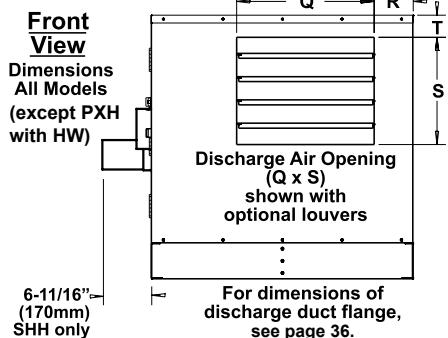 Q
R
T
S
Front
View
Dimensions
All Models
(except PXH
with HW)
Discharge Air Opening
(Q x S)
shown with
optional louvers
6-11/16”
(170mm)
SHH only
For dimensions of
discharge duct flange,
see page 36.